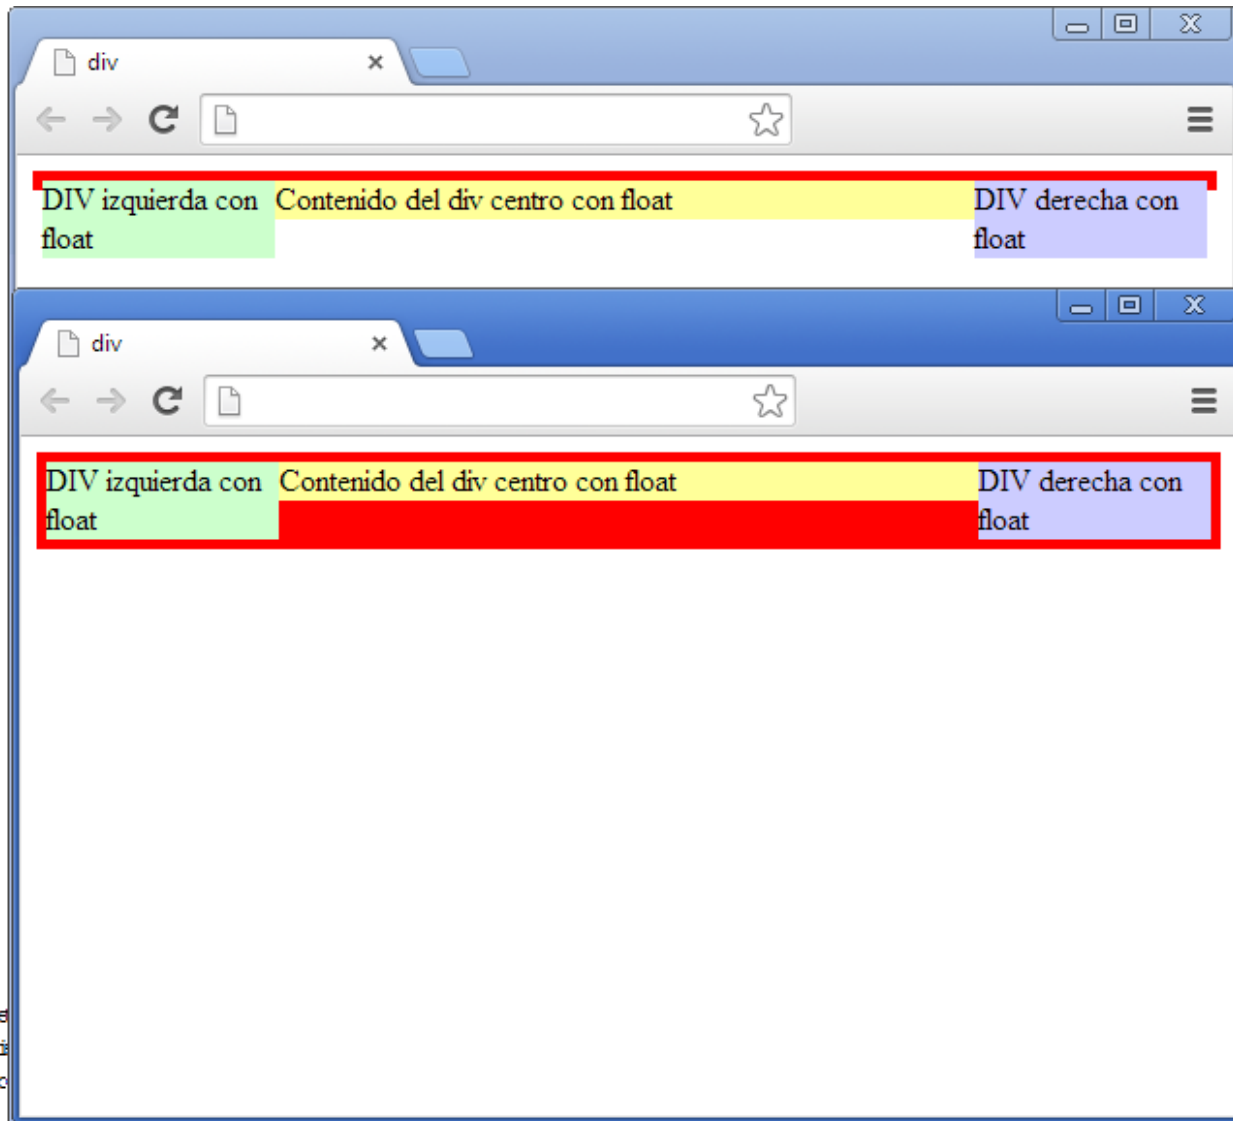 div
DIV izquierda con Contenido del div centro con float DIV derecha con
float float
div
DIV izquierda con Contenido del div centro con float DIV derecha con
float float